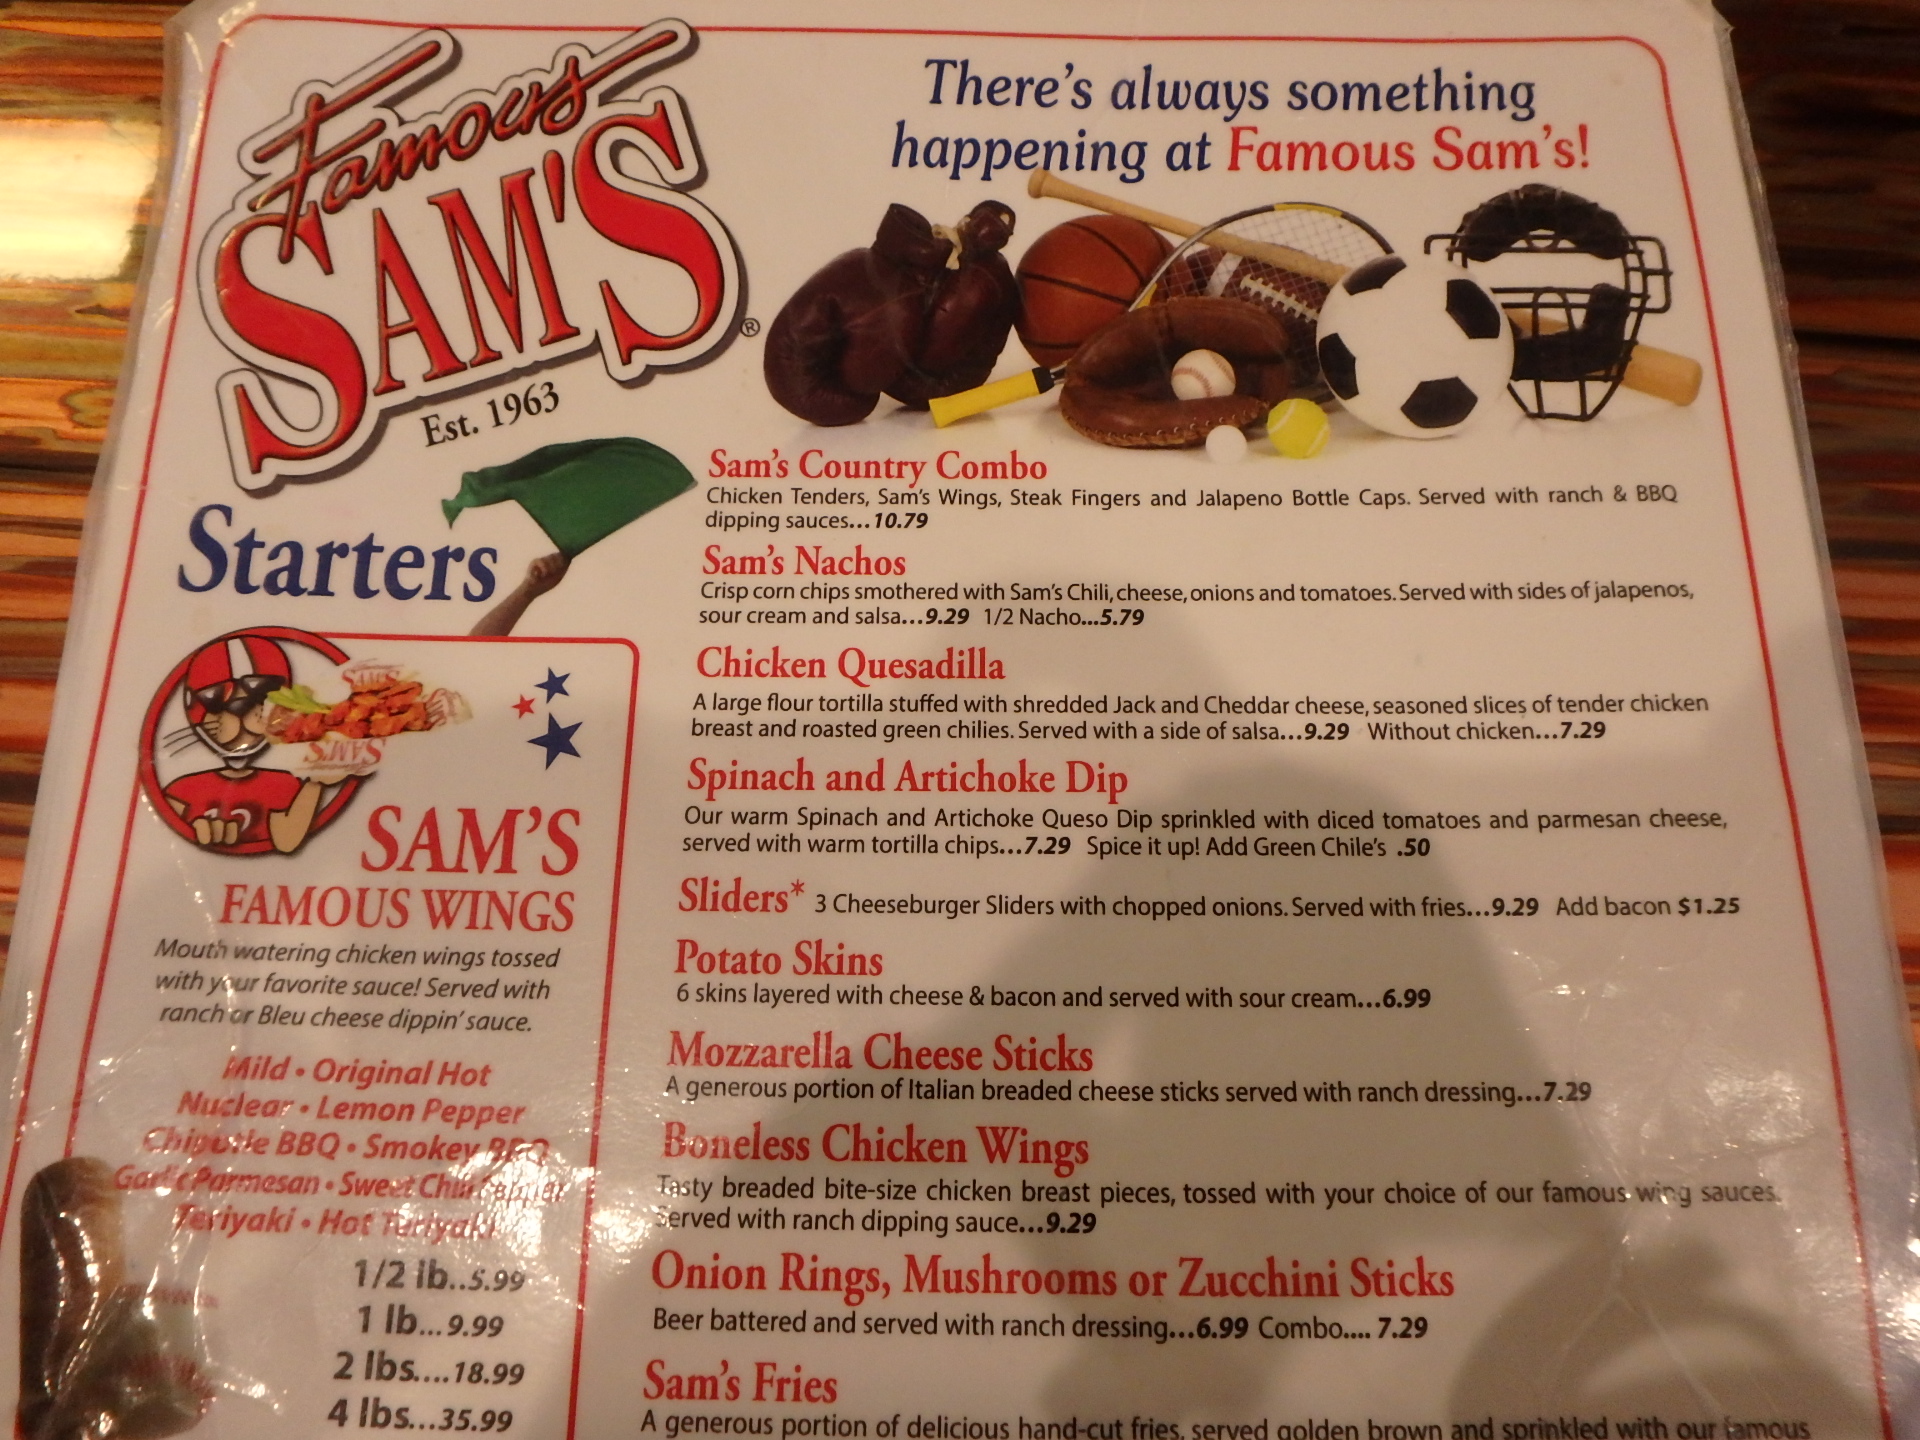 Famous
SAM'S
®
Est. 1963
There's always something
happening at Famous Sam's!
Starters
Sam's Country Combo
Chicken Tenders, Sam's Wings, Steak Fingers and Jalapeno Bottle Caps. Served with ranch & BBQ
dipping sauces...10.79
Sam's Nachos
Crisp corn chips smothered with Sam's Chili, cheese, onions and tomatoes. Served with sides of jalapenos,
sour cream and salsa...9.29 1/2 Nacho...5.79
Chicken Quesadilla
A large flour tortilla stuffed with shredded Jack and Cheddar cheese, seasoned slices of tender chicken
breast and roasted green chilies. Served with a side of salsa...9.29 Without chicken...7.29
Spinach and Artichoke Dip
Our warm Spinach and Artichoke Queso Dip sprinkled with diced tomatoes and parmesan cheese,
served with warm tortilla chips...7.29 Spice it up! Add Green Chile's .50
Sliders* 3 Cheeseburger Sliders with chopped onions. Served with fries...9.29 Add bacon $1.25
Potato Skins
6 skins layered with cheese & bacon and served with sour cream...6.99
Mozzarella Cheese Sticks
A generous portion of Italian breaded cheese sticks served with ranch dressing...7.29
Boneless Chicken Wings
Tasty breaded bite-size chicken breast pieces, tossed with your choice of our famous wing sauces.
Served with ranch dipping sauce...9.29
Onion Rings, Mushrooms or Zucchini Sticks
Beer battered and served with ranch dressing...6.99 Combo.... 7.29
Sam's Fries
A generous portion of delicious hand-cut fries, served golden brown and sprinkled with our famous
SAM'S
SAM'S
12
SAM'S
FAMOUS WINGS
Mouth watering chicken wings tossed
with your favorite sauce! Served with
ranch or Bleu cheese dippin' sauce.
Mild • Original Hot
Nuclear • Lemon Pepper
Chipotle BBQ • Smokey BBQ
Garlic Parmesan • Sweet Chili
Teriyaki • Hot Teriyaki
1/2 lb..5.99
1 lb...9.99
2 lbs....18.99
4 lbs...35.99